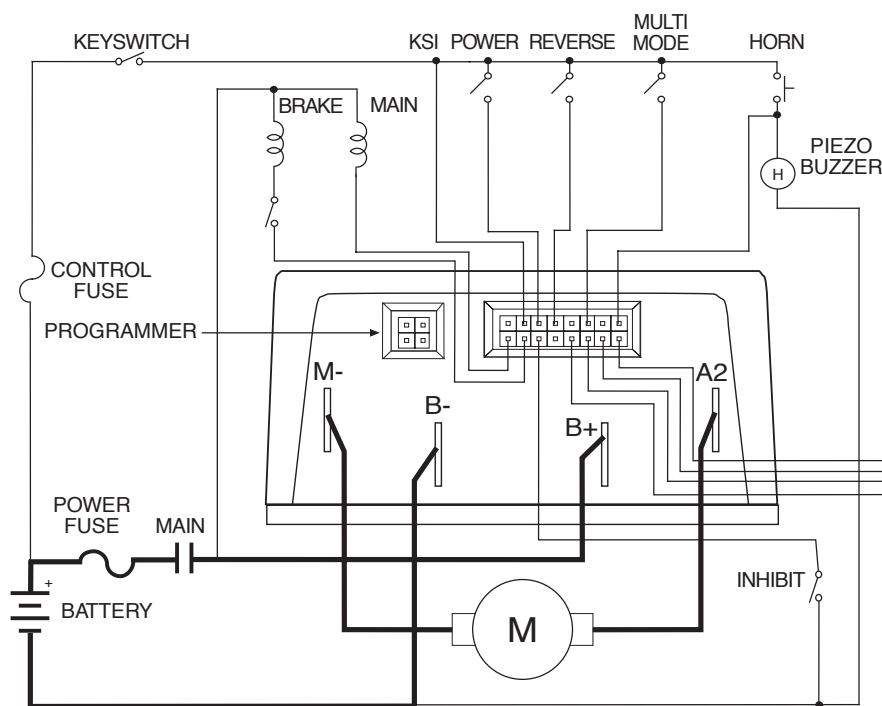 KEYSWITCH
KSI
POWER
REVERSE
MULTI
MODE
HORN
BRAKE
MAIN
PIEZO
BUZZER
H
CONTROL
FUSE
PROGRAMMER
M-
B-
B+
A2
POWER
FUSE
MAIN
INHIBIT
+
BATTERY
M